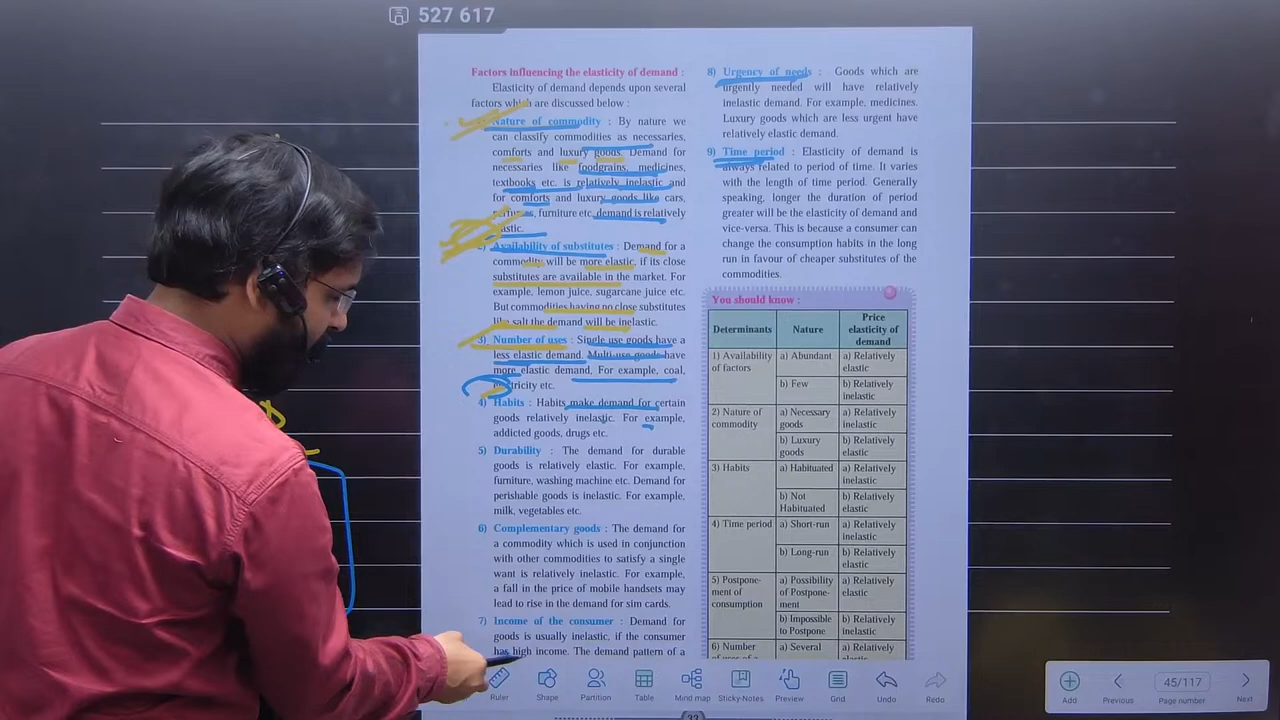 527 617
Factors influencing the elasticity of demand :
Elasticity of demand depends upon several
factors which are discussed below :
Nature of commodity : By nature we
can classify commodities as necessaries,
comforts and luxury goods. Demand for
necessaries like foodgrains, medicines,
textbooks etc. is relatively inelastic and
for comforts and luxury goods like cars,
perfumes, furniture etc. demand is relatively
elastic.
2) Availability of substitutes : Demand for a
commodity will be more elastic, if its close
substitutes are available in the market. For
example, lemon juice, sugarcane juice etc.
But commodities having no close substitutes
like salt the demand will be inelastic.
3) Number of uses : Single use goods have a
less elastic demand. Multi-use goods have
more elastic demand. For example, coal,
electricity etc.
4) Habits : Habits make demand for certain
goods relatively inelastic. For example,
addicted goods, drugs etc.
5) Durability : The demand for durable
goods is relatively elastic. For example,
furniture, washing machine etc. Demand for
perishable goods is inelastic. For example,
milk, vegetables etc.
6) Complementary goods : The demand for
a commodity which is used in conjunction
with other commodities to satisfy a single
want is relatively inelastic. For example,
a fall in the price of mobile handsets may
lead to rise in the demand for sim cards.
7) Income of the consumer : Demand for
goods is usually inelastic, if the consumer
has high income. The demand pattern of a
8) Urgency of needs : Goods which are
urgently needed will have relatively
inelastic demand. For example, medicines.
Luxury goods which are less urgent have
relatively elastic demand.
9) Time period : Elasticity of demand is
always related to period of time. It varies
with the length of time period. Generally
speaking, longer the duration of period
greater will be the elasticity of demand and
vice-versa. This is because a consumer can
change the consumption habits in the long
run in favour of cheaper substitutes of the
commodities.
You should know :
Determinants Nature Price elasticity of demand
1) Availability of factors a) Abundant a) Relatively elastic
b) Few b) Relatively inelastic
2) Nature of commodity a) Necessary goods a) Relatively inelastic
b) Luxury goods b) Relatively elastic
3) Habits a) Habituated a) Relatively inelastic
b) Not Habituated b) Relatively elastic
4) Time period a) Short-run a) Relatively inelastic
b) Long-run b) Relatively elastic
5) Postpone-ment of consumption a) Possibility of Postpone-ment a) Relatively elastic
b) Impossible to Postpone b) Relatively inelastic
6) Number a) Several a) Relatively
Ruler Shape Partition Table Mind map Sticky-Notes Preview Grid Undo Redo
33
Add Previous 45/117 Page number Next